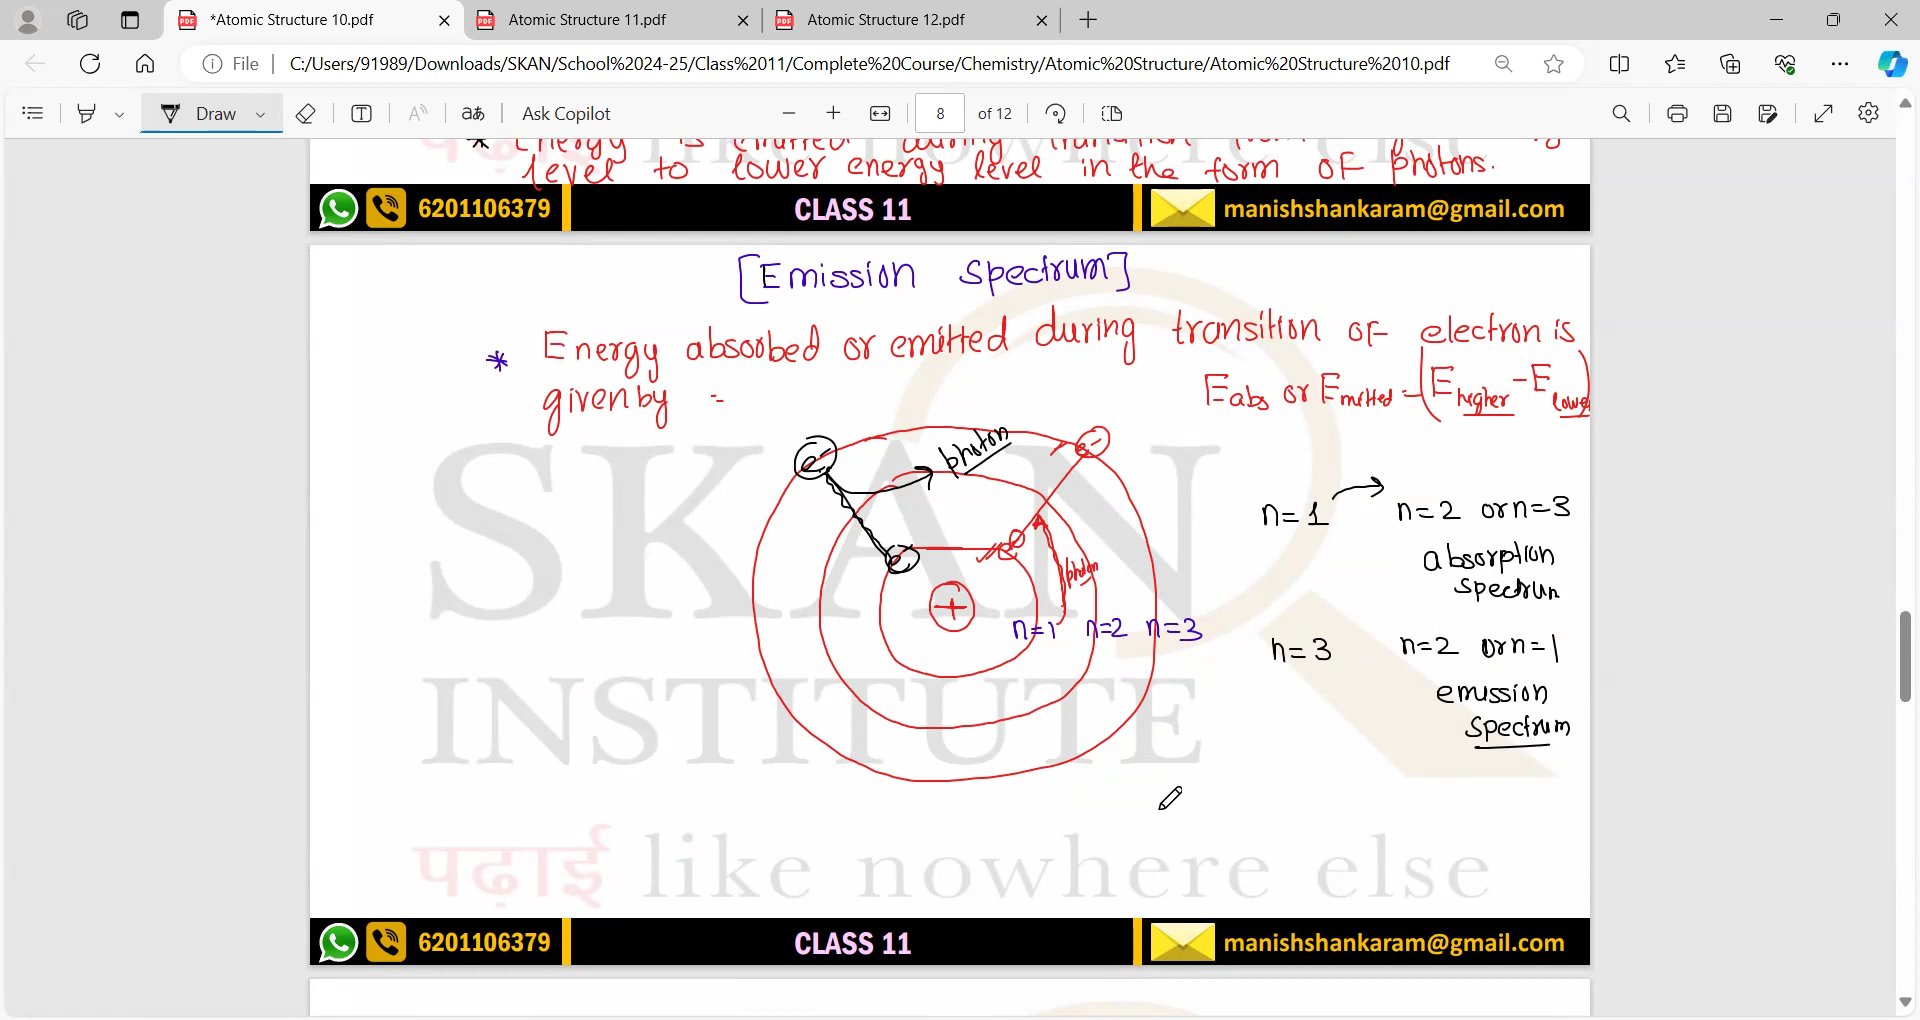 *Atomic Structure 10.pdf
Atomic Structure 11.pdf
Atomic Structure 12.pdf
File
C:/Users/91989/Downloads/SKAN/School%2024-25/Class%2011/Complete%20Course/Chemistry/Atomic%20Structure/Atomic%20Structure%2010.pdf
Draw
Ask Copilot
8 of 12
* Energy is emitted during
level to lower energy level in the form of photons.
6201106379 CLASS 11 manishshankaram@gmail.com
[Emission Spectrum]
* Energy absorbed or emitted during transition of electron is
given by = Eabs or Emitted = (Ehigher - Elower)
e- photon e-
n=1 → n=2 or n=3
absorption
spectrum
photon
+
n=1 n=2 n=3
n=3 n=2 or n=1
emission
spectrum
SKAN
INSTITUTE
पढ़ाई like nowhere else
6201106379 CLASS 11 manishshankaram@gmail.com